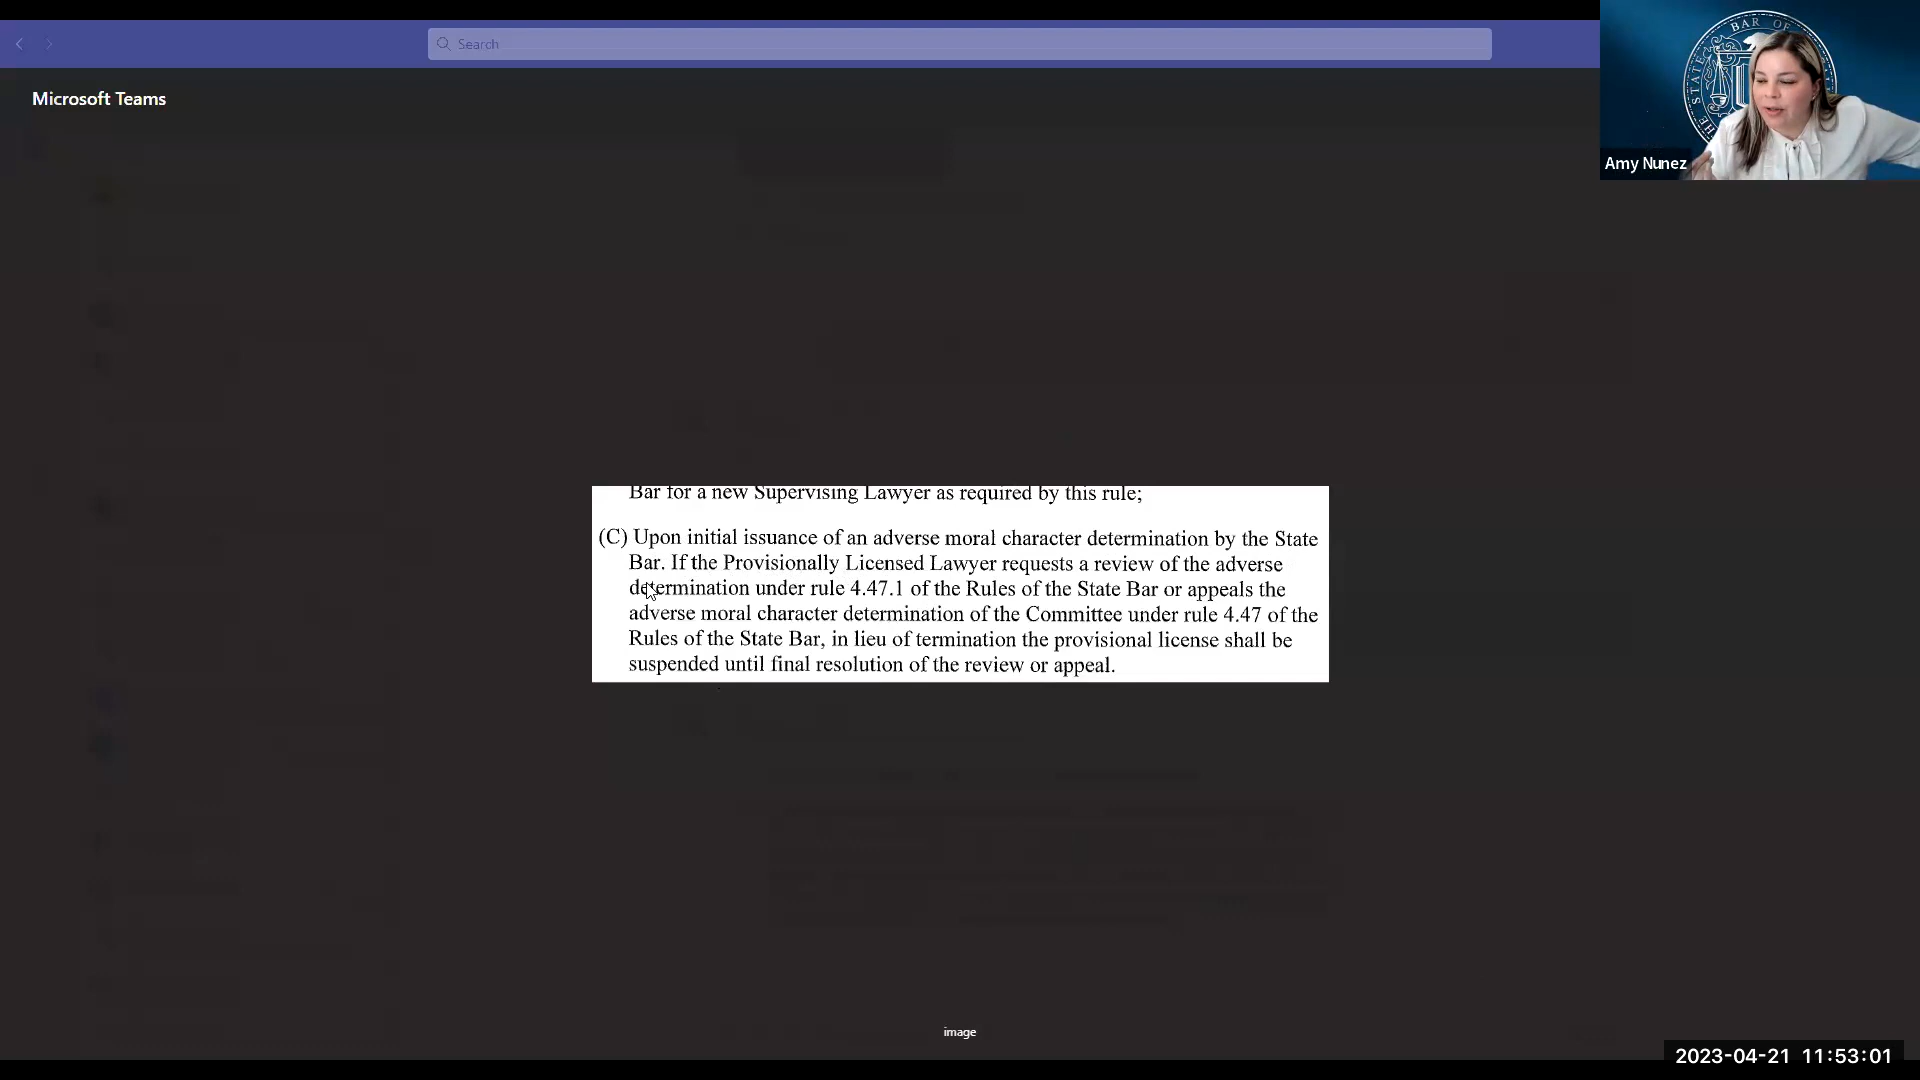 Search
Microsoft Teams
BAR OF
THE STATE
Amy Nunez
Bar for a new Supervising Lawyer as required by this rule;
(C) Upon initial issuance of an adverse moral character determination by the State
Bar. If the Provisionally Licensed Lawyer requests a review of the adverse
determination under rule 4.47.1 of the Rules of the State Bar or appeals the
adverse moral character determination of the Committee under rule 4.47 of the
Rules of the State Bar, in lieu of termination the provisional license shall be
suspended until final resolution of the review or appeal.
image
2023-04-21 11:53:01